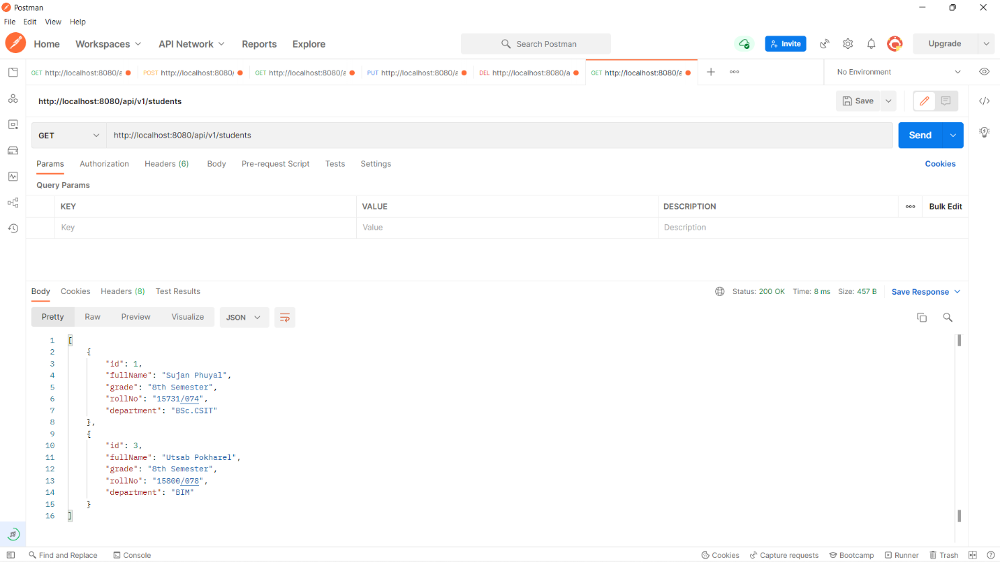 Postman
File Edit View Help
Home Workspaces API Network Reports Explore Search Postman Invite Upgrade
GET http://localhost:8080/a POST http://localhost:8080/ GET http://localhost:8080/a PUT http://localhost:8080/a DEL http://localhost:8080/a GET http://localhost:8080/a No Environment
http://localhost:8080/api/v1/students Save
GET http://localhost:8080/api/v1/students Send
Params Authorization Headers (6) Body Pre-request Script Tests Settings Cookies
Query Params
KEY VALUE DESCRIPTION Bulk Edit
Key Value Description
Body Cookies Headers (8) Test Results Status: 200 OK Time: 8 ms Size: 457 B Save Response
Pretty Raw Preview Visualize JSON
1 [
2 {
3 "id": 1,
4 "fullName": "Sujan Phuyal",
5 "grade": "8th Semester",
6 "rollNo": "15731/074",
7 "department": "BSc.CSIT"
8 },
9 {
10 "id": 3,
11 "fullName": "Utsab Pokharel",
12 "grade": "8th Semester",
13 "rollNo": "15800/078",
14 "department": "BIM"
15 }
16 ]
Find and Replace Console Cookies Capture requests Bootcamp Runner Trash